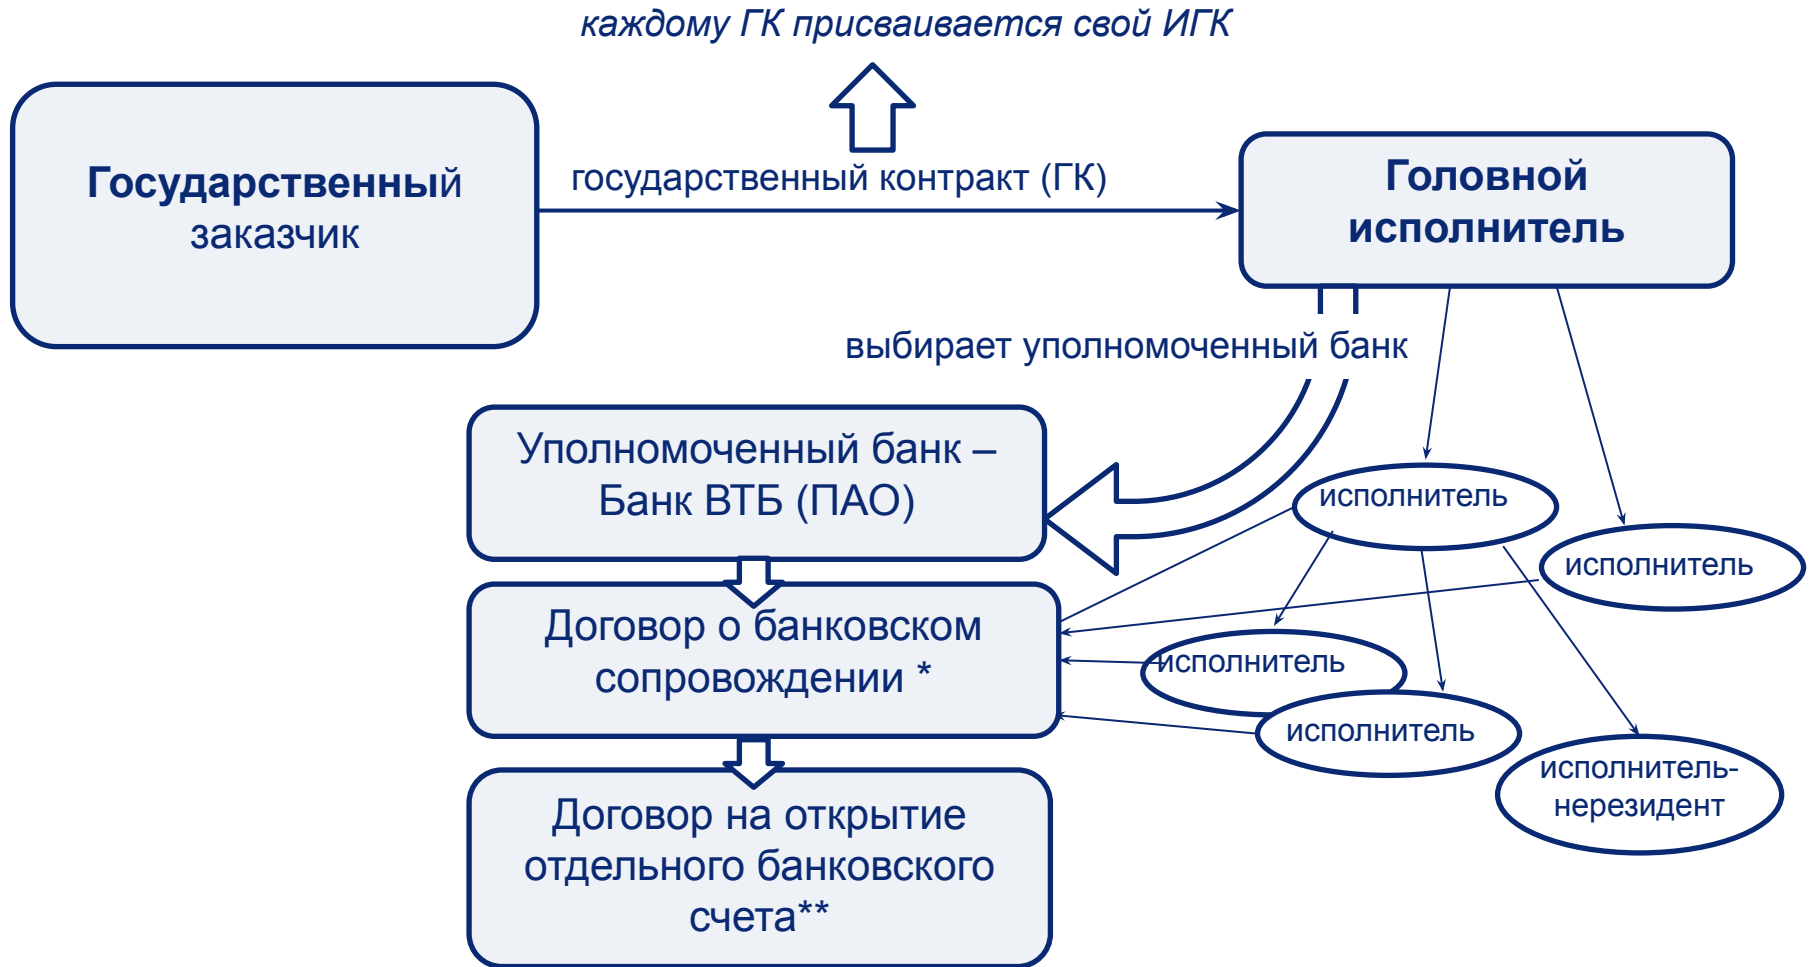 каждому ГК присваивается свой ИГК
Государственный
заказчик
государственный контракт (ГК)
Головной
исполнитель
выбирает уполномоченный банк
Уполномоченный банк –
Банк ВТБ (ПАО)
исполнитель
исполнитель
Договор о банковском
сопровождении *
исполнитель
исполнитель
исполнитель-
нерезидент
Договор на открытие
отдельного банковского
счета**